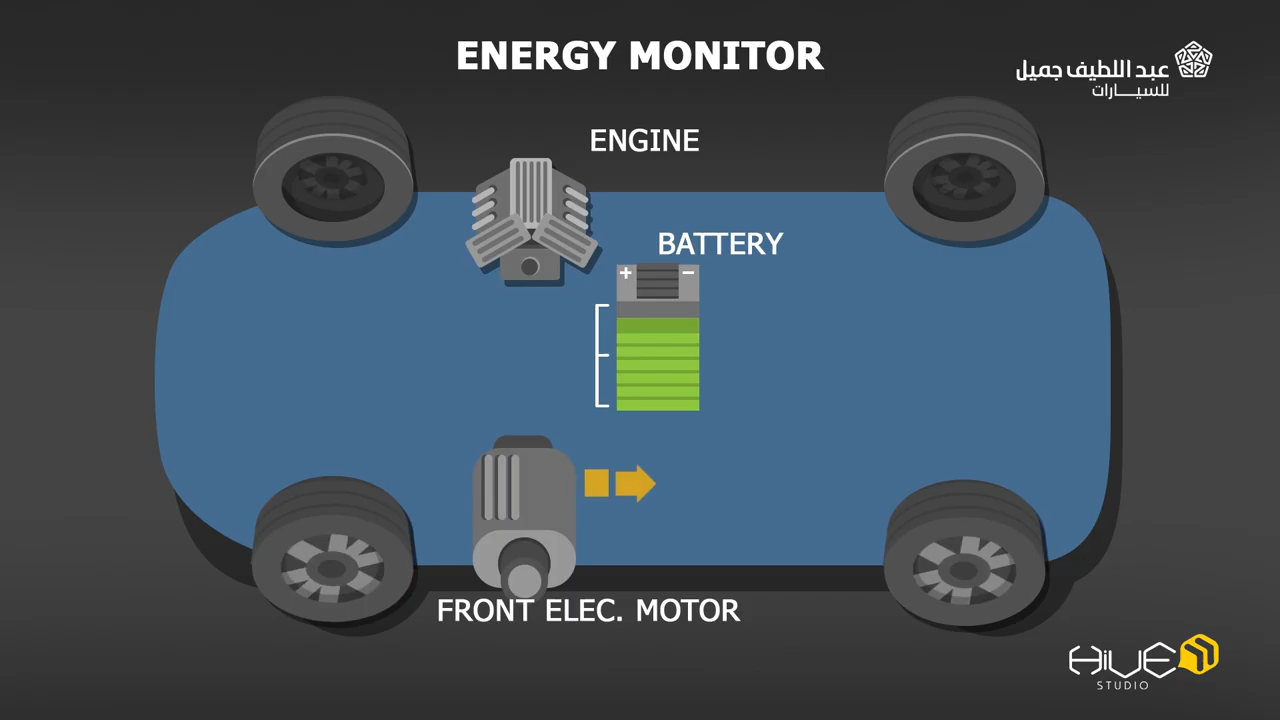 ENERGY MONITOR
عبد اللطيف جميل
للسيـــارات
ENGINE
BATTERY
+ −
FRONT ELEC. MOTOR
HIVE
STUDIO